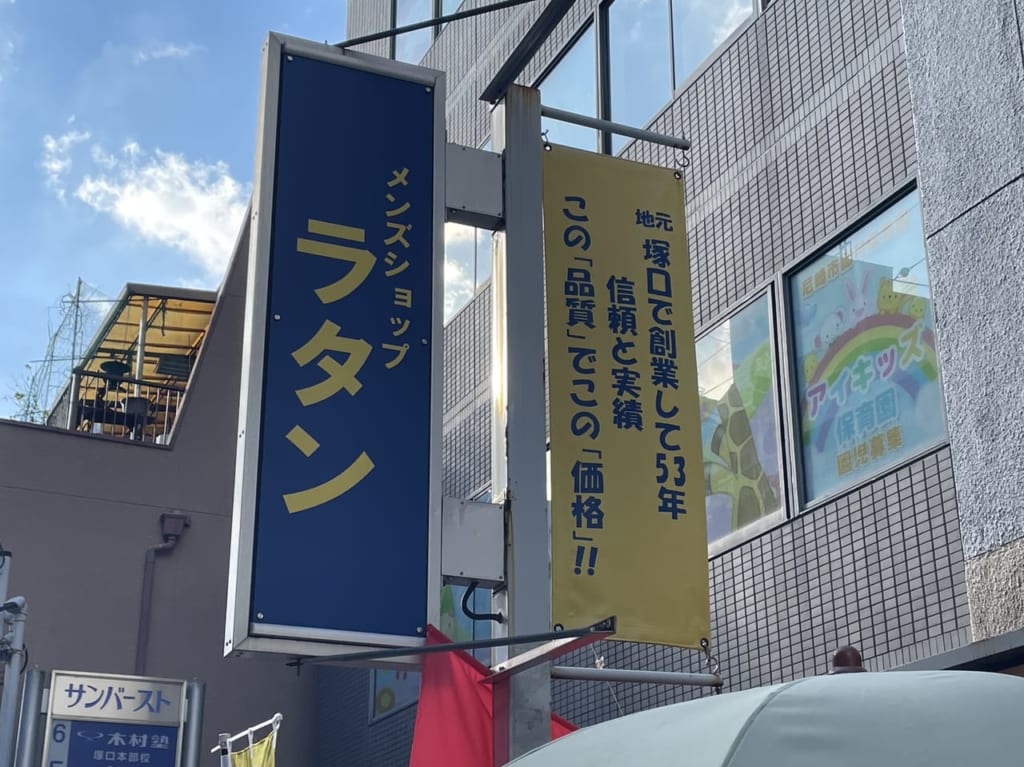 メンズショップ
ラタン
地元 塚口で創業して53年
信頼と実績
この「品質」でこの「価格」!!
尼崎市認可
アイキッズ
保育園
園児募集
サンバースト
6
木村塾
塚口本部校